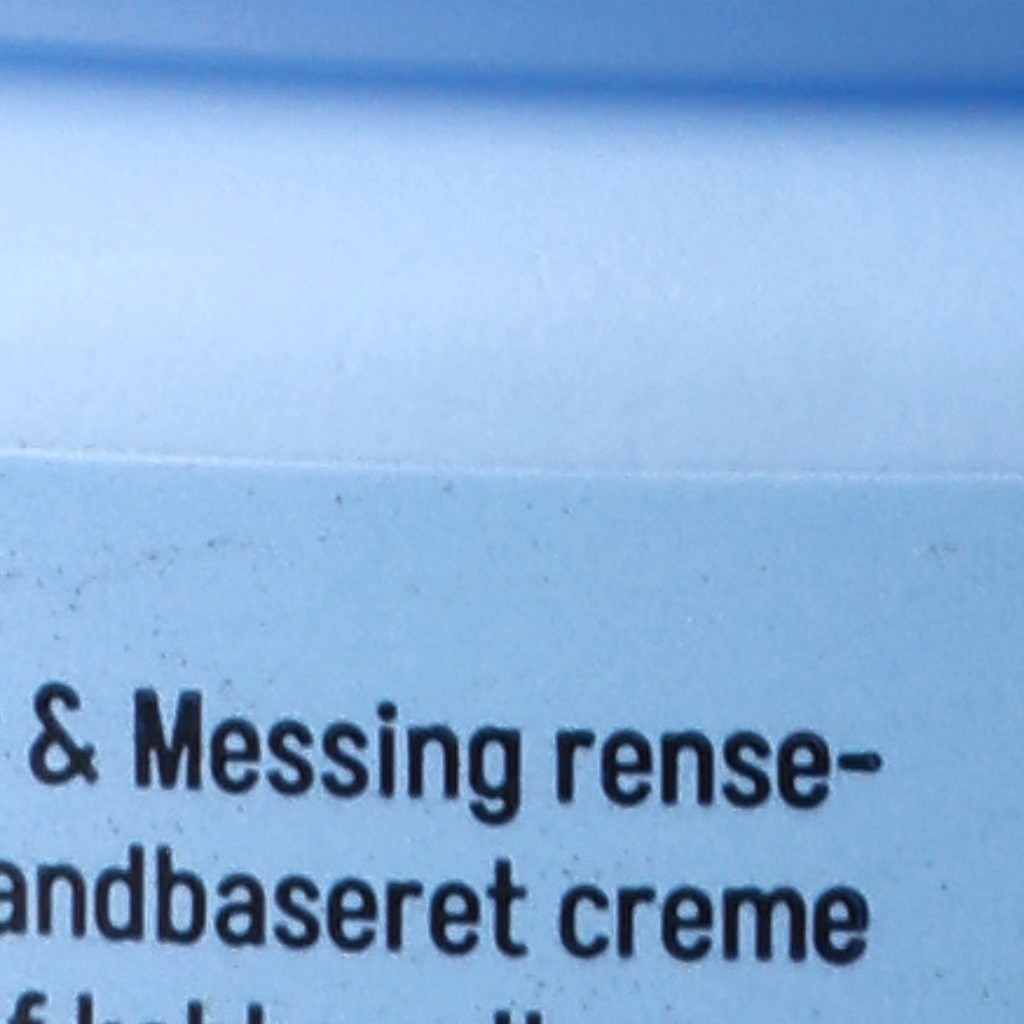 & Messing rense-
andbaseret creme